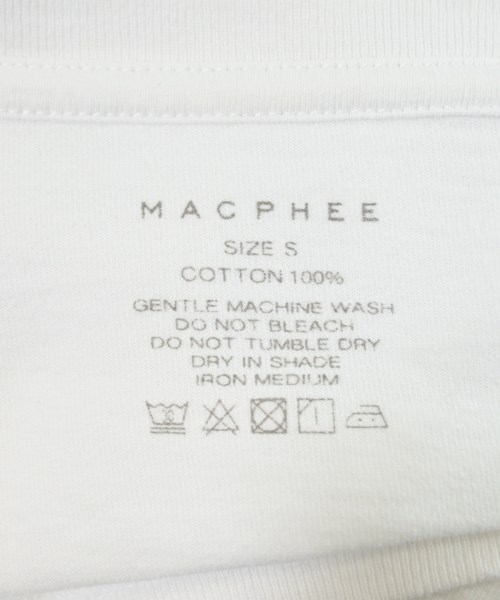 MACPHEE
SIZE S
COTTON 100%
GENTLE MACHINE WASH
DO NOT BLEACH
DO NOT TUMBLE DRY
DRY IN SHADE
IRON MEDIUM
30